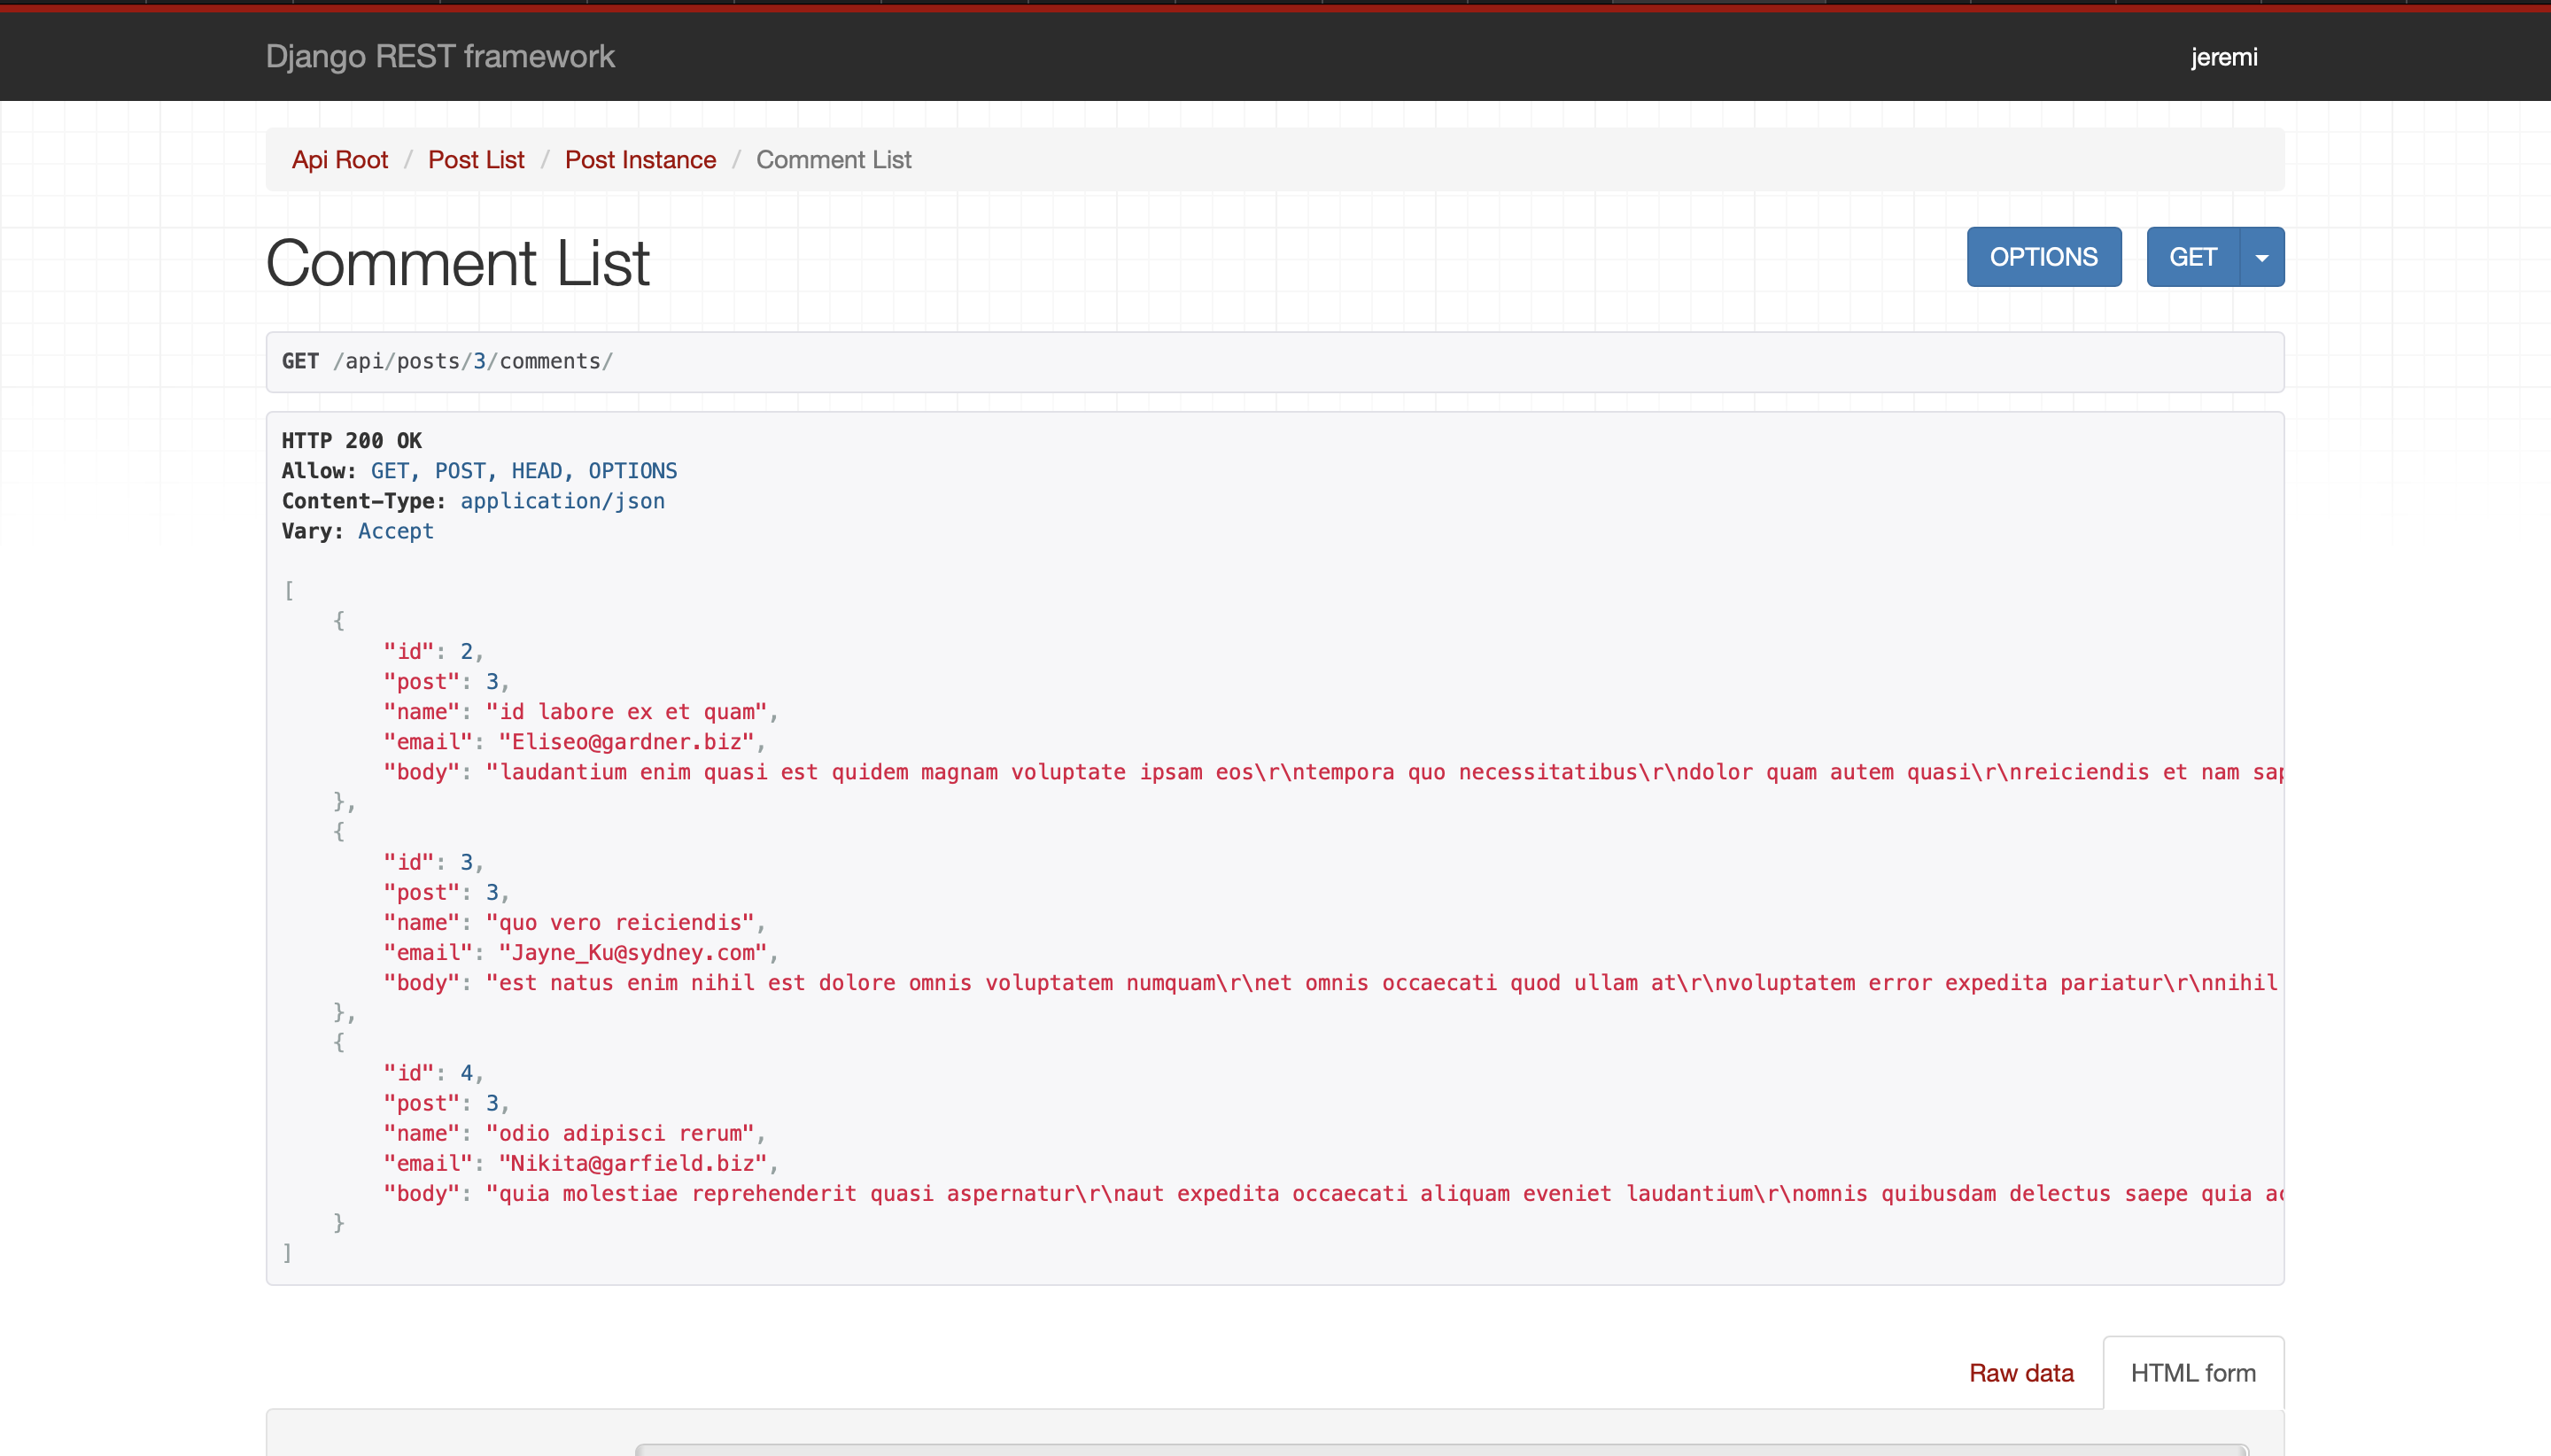 Django REST framework
jeremi
Api Root / Post List / Post Instance / Comment List
Comment List
OPTIONS
GET
GET /api/posts/3/comments/
HTTP 200 OK
Allow: GET, POST, HEAD, OPTIONS
Content-Type: application/json
Vary: Accept
[
    {
        "id": 2,
        "post": 3,
        "name": "id labore ex et quam",
        "email": "Eliseo@gardner.biz",
        "body": "laudantium enim quasi est quidem magnam voluptate ipsam eos\r\ntempora quo necessitatibus\r\ndolor quam autem quasi\r\nreiciendis et nam
    },
    {
        "id": 3,
        "post": 3,
        "name": "quo vero reiciendis",
        "email": "Jayne_Ku@sydney.com",
        "body": "est natus enim nihil est dolore omnis voluptatem numquam\r\net omnis occaecati quod ullam at\r\nvoluptatem error expedita pariatur\r\nnihil
    },
    {
        "id": 4,
        "post": 3,
        "name": "odio adipisci rerum",
        "email": "Nikita@garfield.biz",
        "body": "quia molestiae reprehenderit quasi aspernatur\r\naut expedita occaecati aliquam eveniet laudantium\r\nomnis quibusdam delectus saepe quia
    }
]
Raw data
HTML form